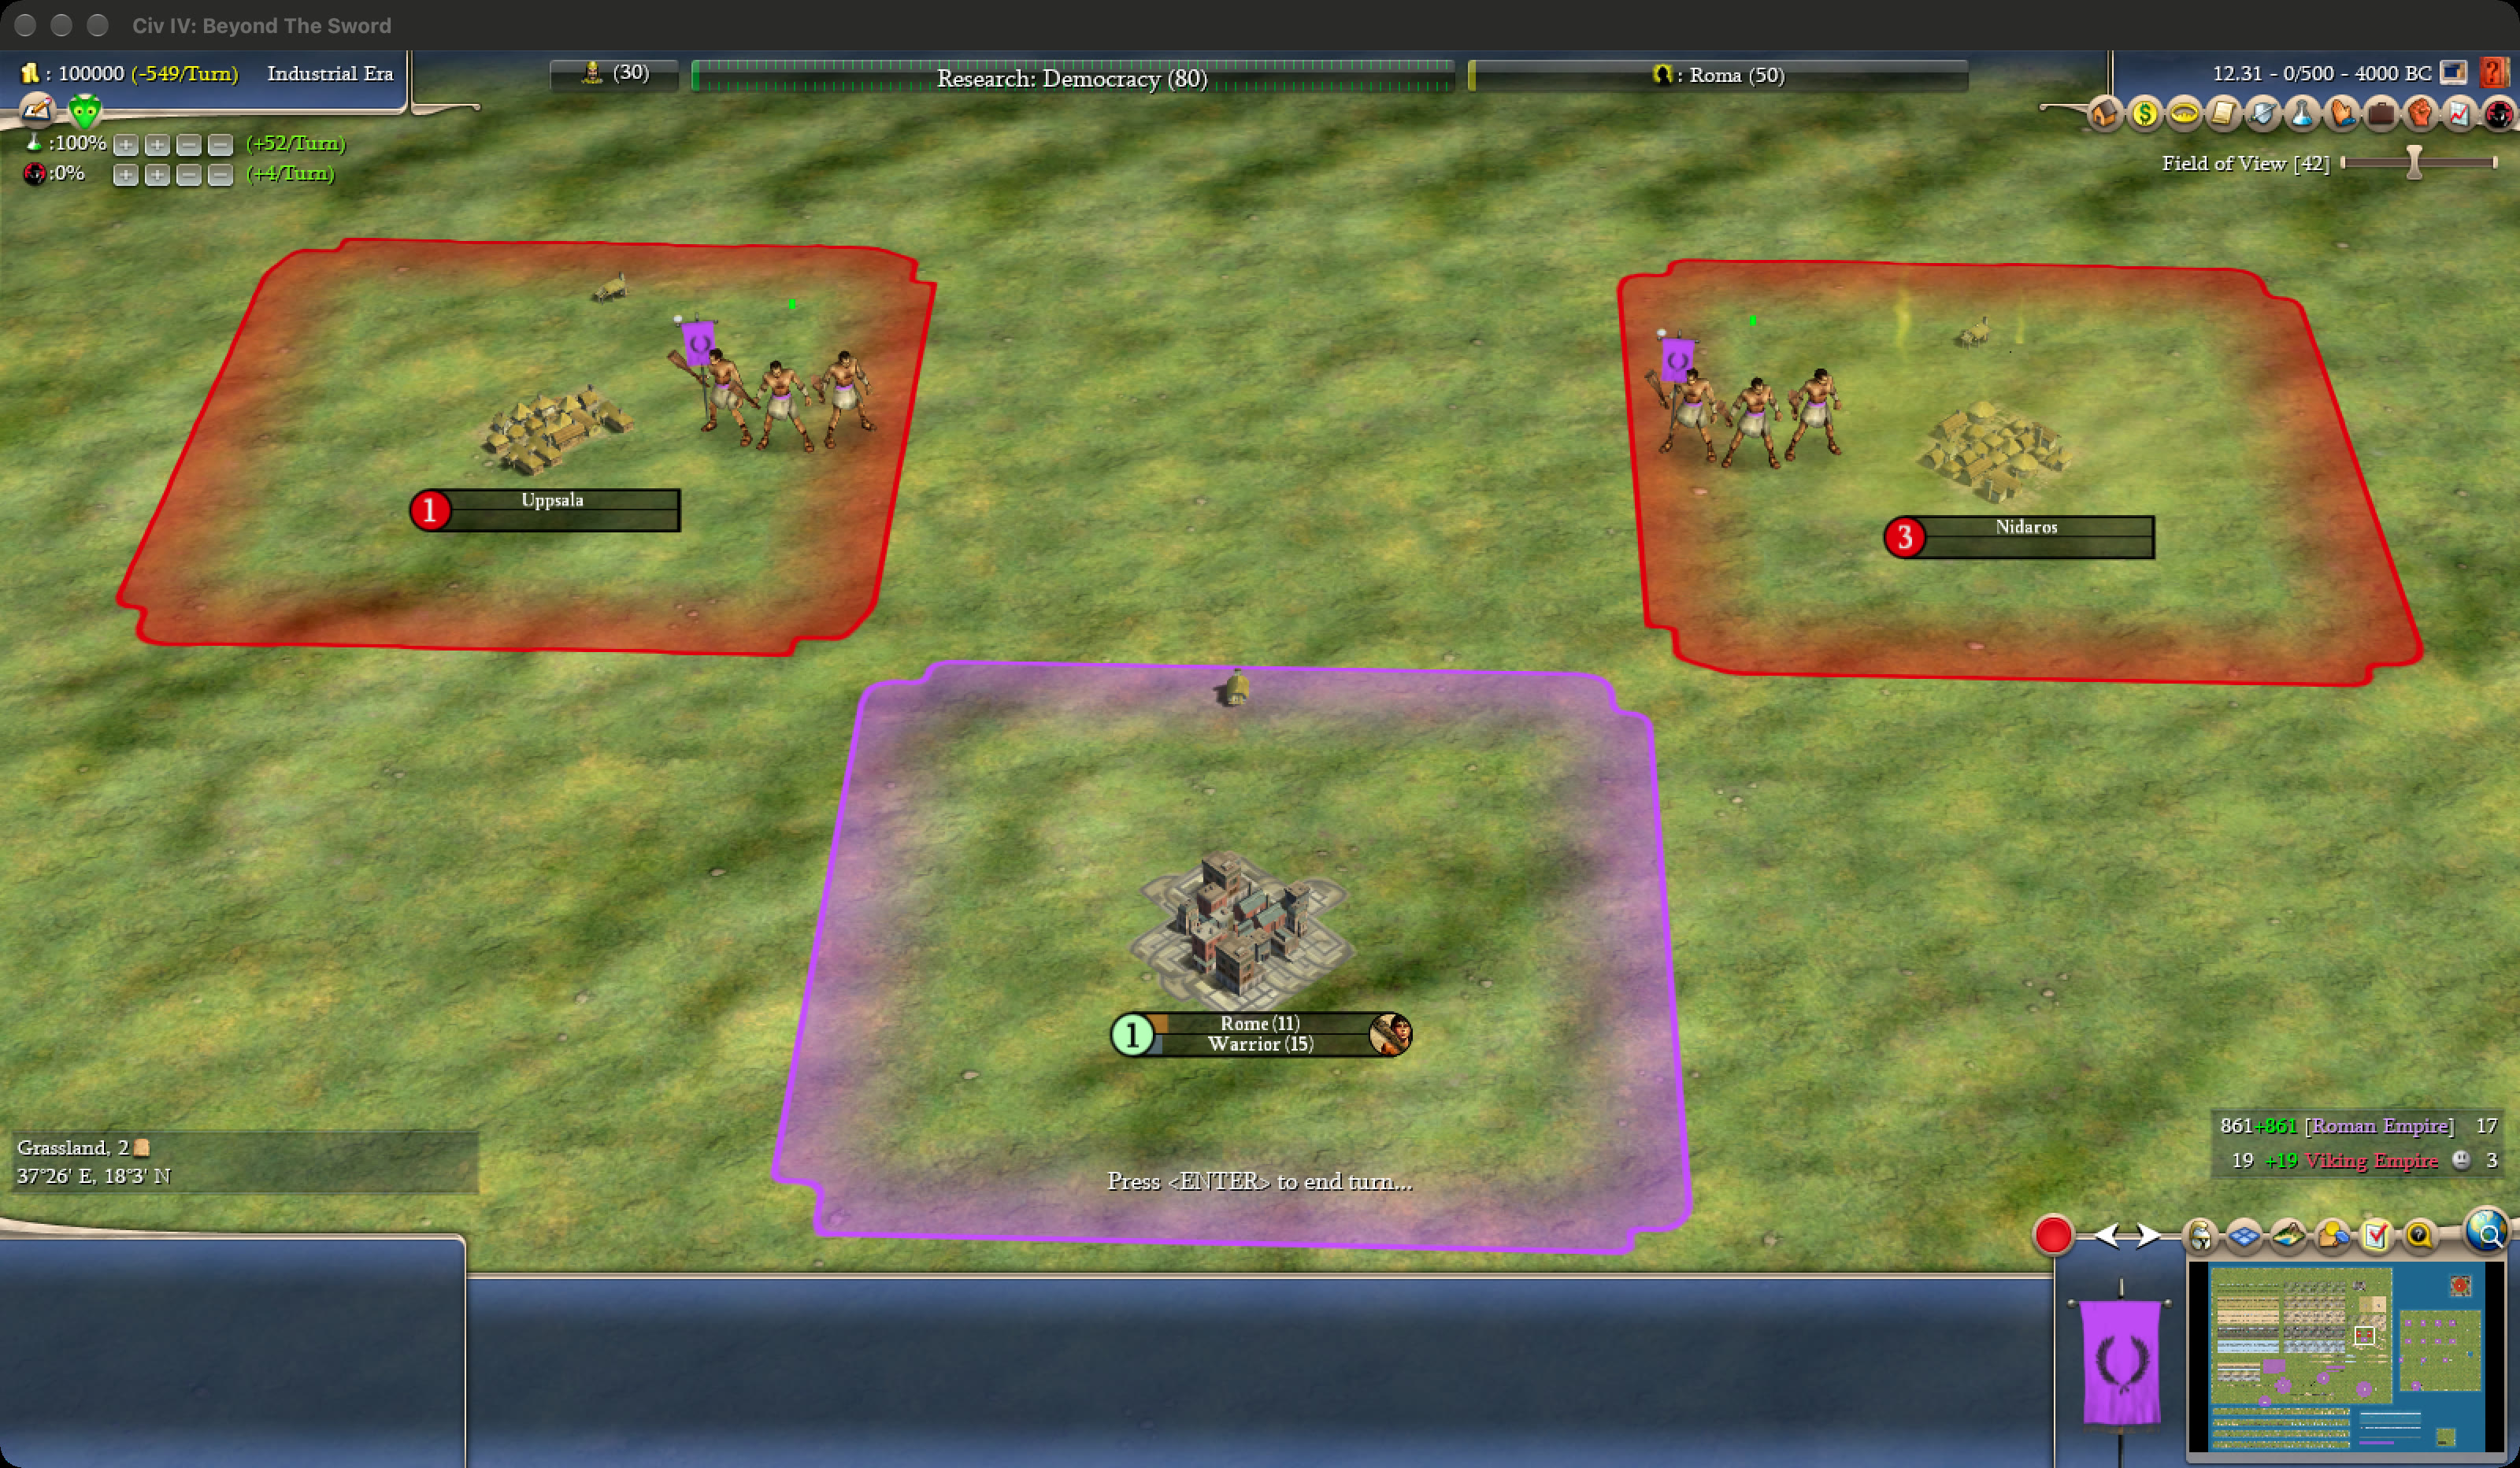 Civ IV: Beyond The Sword
: 100000 (-549/Turn) Industrial Era
(30)
Research: Democracy (80)
: Roma (50)
12.31 - 0/500 - 4000 BC
:100% (+52/Turn)
:0% (+4/Turn)
Field of View [42]
1 Uppsala
3 Nidaros
1 Rome (11)
Warrior (15)
Press <ENTER> to end turn...
Grassland, 2
37°26' E, 18°3' N
861+861 [Roman Empire] 17
19 +19 Viking Empire 3